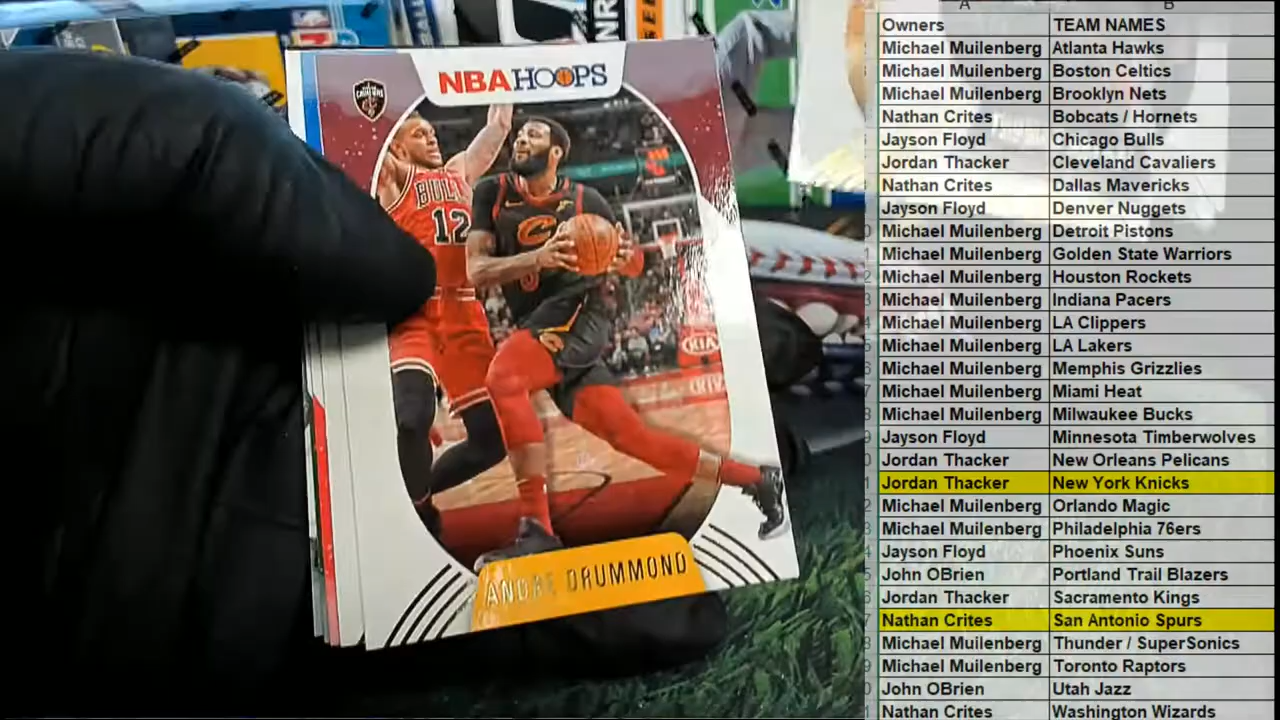 NBA HOOPS
CAVALIERS
BULLS
12
C
KIA
ANDRE DRUMMOND
A B
Owners TEAM NAMES
Michael Muilenberg Atlanta Hawks
Michael Muilenberg Boston Celtics
Michael Muilenberg Brooklyn Nets
Nathan Crites Bobcats / Hornets
Jayson Floyd Chicago Bulls
Jordan Thacker Cleveland Cavaliers
Nathan Crites Dallas Mavericks
Jayson Floyd Denver Nuggets
Michael Muilenberg Detroit Pistons
Michael Muilenberg Golden State Warriors
Michael Muilenberg Houston Rockets
Michael Muilenberg Indiana Pacers
Michael Muilenberg LA Clippers
Michael Muilenberg LA Lakers
Michael Muilenberg Memphis Grizzlies
Michael Muilenberg Miami Heat
Michael Muilenberg Milwaukee Bucks
Jayson Floyd Minnesota Timberwolves
Jordan Thacker New Orleans Pelicans
Jordan Thacker New York Knicks
Michael Muilenberg Orlando Magic
Michael Muilenberg Philadelphia 76ers
Jayson Floyd Phoenix Suns
John OBrien Portland Trail Blazers
Jordan Thacker Sacramento Kings
Nathan Crites San Antonio Spurs
Michael Muilenberg Thunder / SuperSonics
Michael Muilenberg Toronto Raptors
John OBrien Utah Jazz
Nathan Crites Washington Wizards